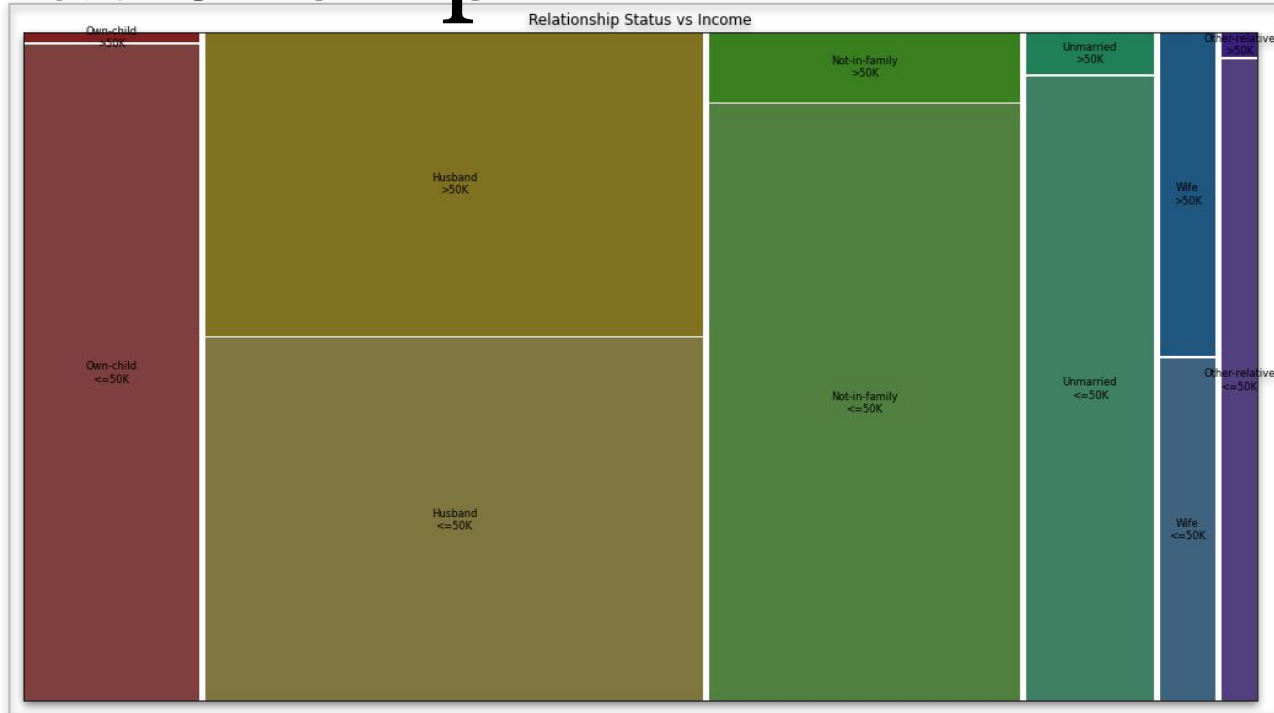 Relationship Status vs Income
Own-child
>50K
Husband
>50K
Not-in-family
>50K
Unmarried
>50K
Wife
>50K
Other-relative
>50K
Own-child
<=50K
Husband
<=50K
Not-in-family
<=50K
Unmarried
<=50K
Wife
<=50K
Other-relative
<=50K